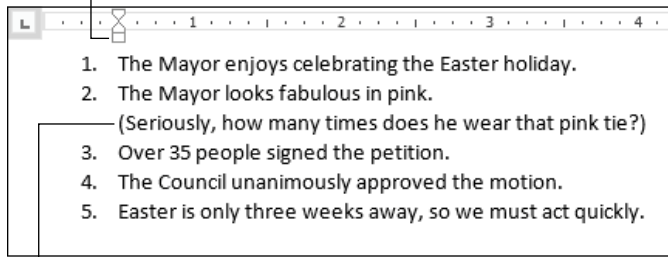 L 1 2 3 4
1. The Mayor enjoys celebrating the Easter holiday.
2. The Mayor looks fabulous in pink.
(Seriously, how many times does he wear that pink tie?)
3. Over 35 people signed the petition.
4. The Council unanimously approved the motion.
5. Easter is only three weeks away, so we must act quickly.